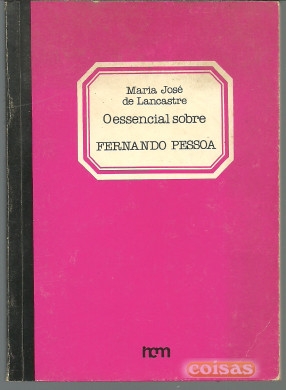 Maria José
de Lancastre
O essencial sobre
FERNANDO PESSOA
incm
coisas